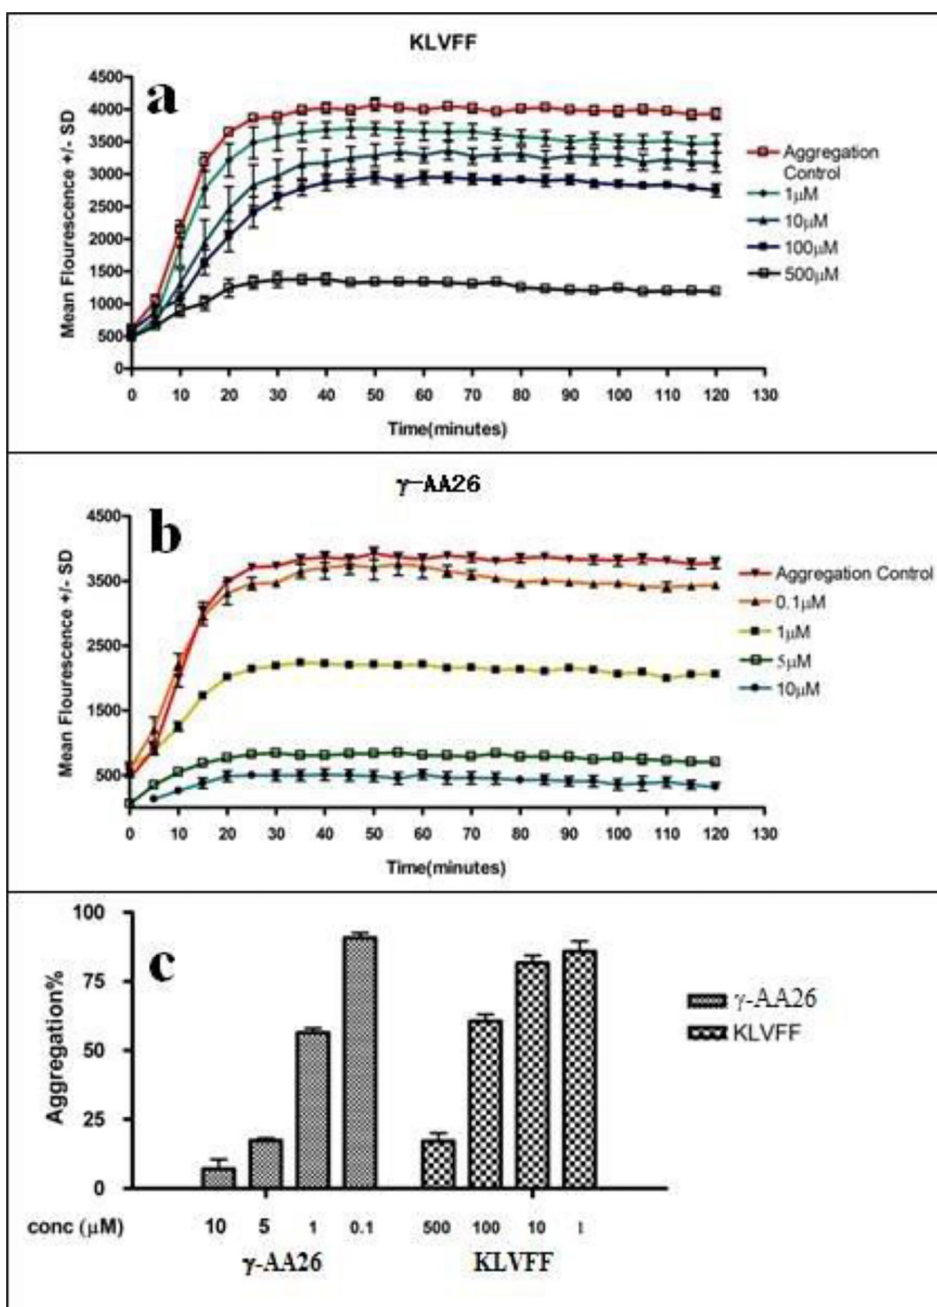 KLVFF
a
4500
4000
3500
3000
2500
2000
1500
1000
500
0
Mean Flourescence +/- SD
0 10 20 30 40 50 60 70 80 90 100 110 120 130
Time(minutes)
Aggregation
Control
1μM
10μM
100μM
500μM
γ-AA26
b
4500
3500
2500
1500
500
Mean Flourescence +/- SD
0 10 20 30 40 50 60 70 80 90 100 110 120 130
Time(minutes)
Aggregation Control
0.1μM
1μM
5μM
10μM
c
100
75
50
25
0
Aggregation%
γ-AA26
KLVFF
conc (μM) 10 5 1 0.1 500 100 10 1
γ-AA26 KLVFF